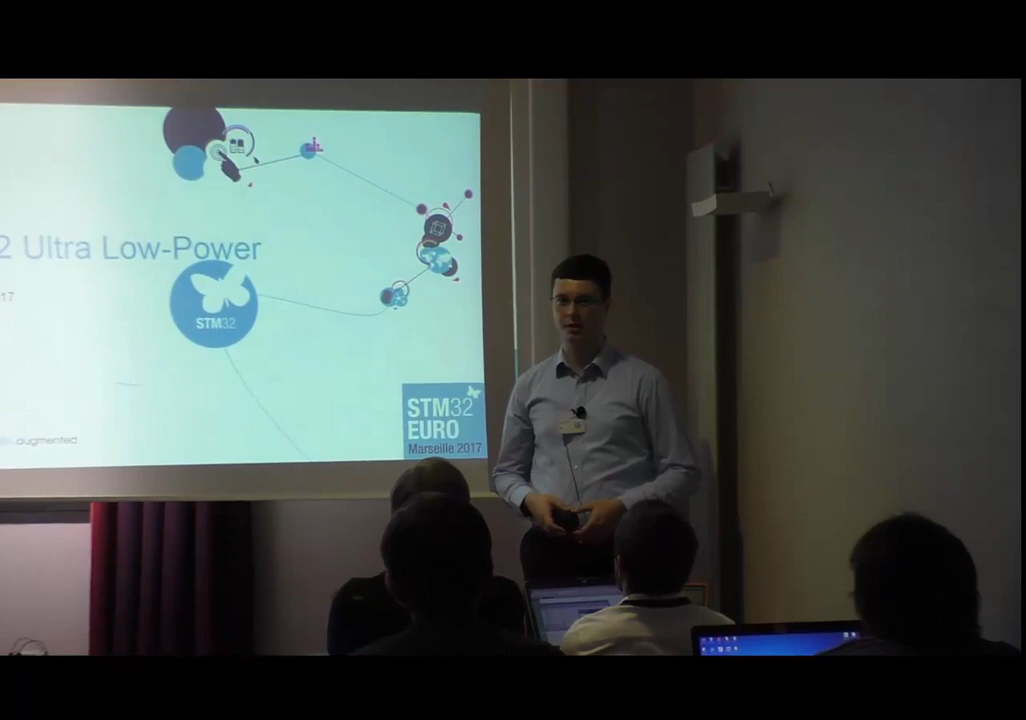 2 Ultra Low-Power
17
STM32
.augmented
STM32
EURO
Marseille 2017